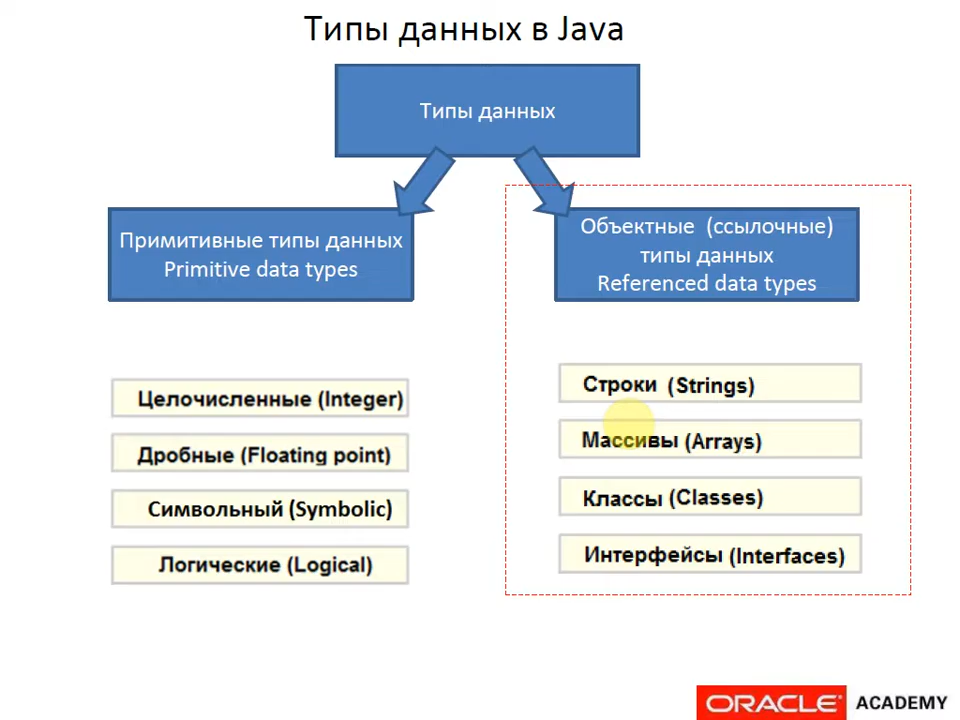 Типы данных в Java
Типы данных
Примитивные типы данных
Primitive data types
Объектные (ссылочные)
типы данных
Referenced data types
Целочисленные (Integer)
Дробные (Floating point)
Символьный (Symbolic)
Логические (Logical)
Строки (Strings)
Массивы (Arrays)
Классы (Classes)
Интерфейсы (Interfaces)
ORACLE ACADEMY